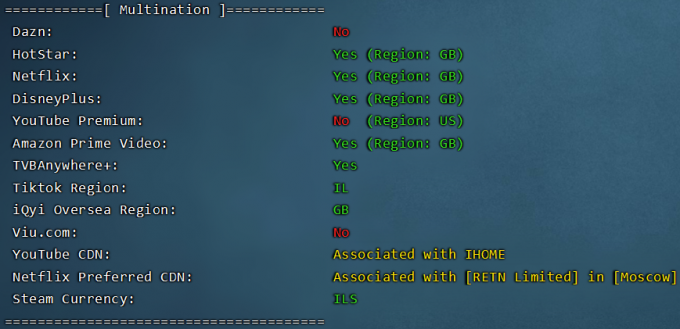 ============[ Multination ]============
Dazn: No
HotStar: Yes (Region: GB)
Netflix: Yes (Region: GB)
DisneyPlus: Yes (Region: GB)
YouTube Premium: No (Region: US)
Amazon Prime Video: Yes (Region: GB)
TVBAnywhere+: Yes
Tiktok Region: IL
iQyi Oversea Region: GB
Viu.com: No
YouTube CDN: Associated with IHOME
Netflix Preferred CDN: Associated with [RETN Limited] in [Moscow]
Steam Currency: ILS
=======================================